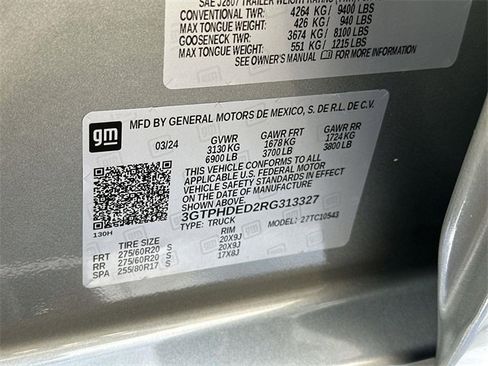 SAE J2807 TRAILER WEIGHT RATING
CONVENTIONAL TWR: 4264 KG/ 9400 LBS
MAX TONGUE WEIGHT: 426 KG/ 940 LBS
GOOSENECK TWR: 3674 KG/ 8100 LBS
MAX TONGUE WEIGHT: 551 KG/ 1215 LBS
SEE OWNER'S MANUAL FOR MORE INFORMATION
gm
MFD BY GENERAL MOTORS DE MEXICO, S. DE R.L. DE C.V.
03/24 GVWR GAWR FRT GAWR RR
3130 KG 1678 KG 1724 KG
6900 LB 3700 LB 3800 LB
THIS VEHICLE CONFORMS TO ALL
APPLICABLE U.S. FEDERAL MOTOR
VEHICLE SAFETY AND THEFT
PREVENTION STANDARDS IN EFFECT
ON THE DATE OF MANUFACTURE
SHOWN ABOVE.
3GTPHDED2RG313327
TYPE: TRUCK MODEL: 27TC10543
130H
TIRE SIZE RIM
FRT 275/60R20 S 20X9J
RR 275/60R20 S 20X9J
SPA 255/80R17 S 17X8J